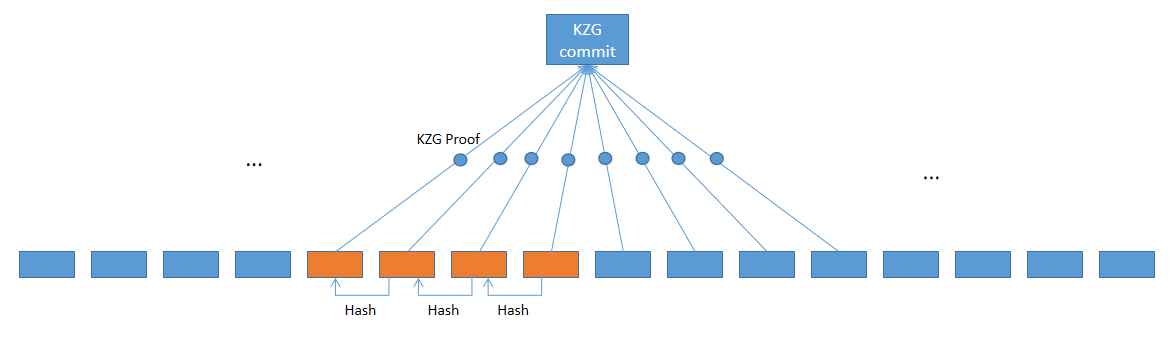 KZG
commit
KZG Proof
...
...
Hash
Hash
Hash